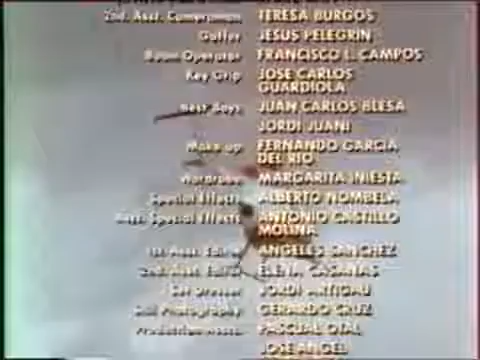 2nd. Asst. Cameraman TERESA BURGOS
Gaffer JESUS PELEGRIN
Boom Operator FRANCISCO L. CAMPOS
Key Grip JOSE CARLOS
GUARDIOLA
Best Boys JUAN CARLOS BLESA
JORDI JUANI
Make up FERNANDO GARCIA
DEL RIO
Wardrobe MARGARITA INIESTA
Special Effects ALBERTO NOMBELA
Asst. Special Effects ANTONIO CASTILLO
MOLINA
1st. Asst. Editor ANGELES SANCHEZ
2nd. Asst. Editor ELENA CASAÑAS
Set Dresser JORDI ARTIGAU
Still Photography GERARDO CRUZ
Production Assts. PASCUAL OTAL
JOSE ANGEL